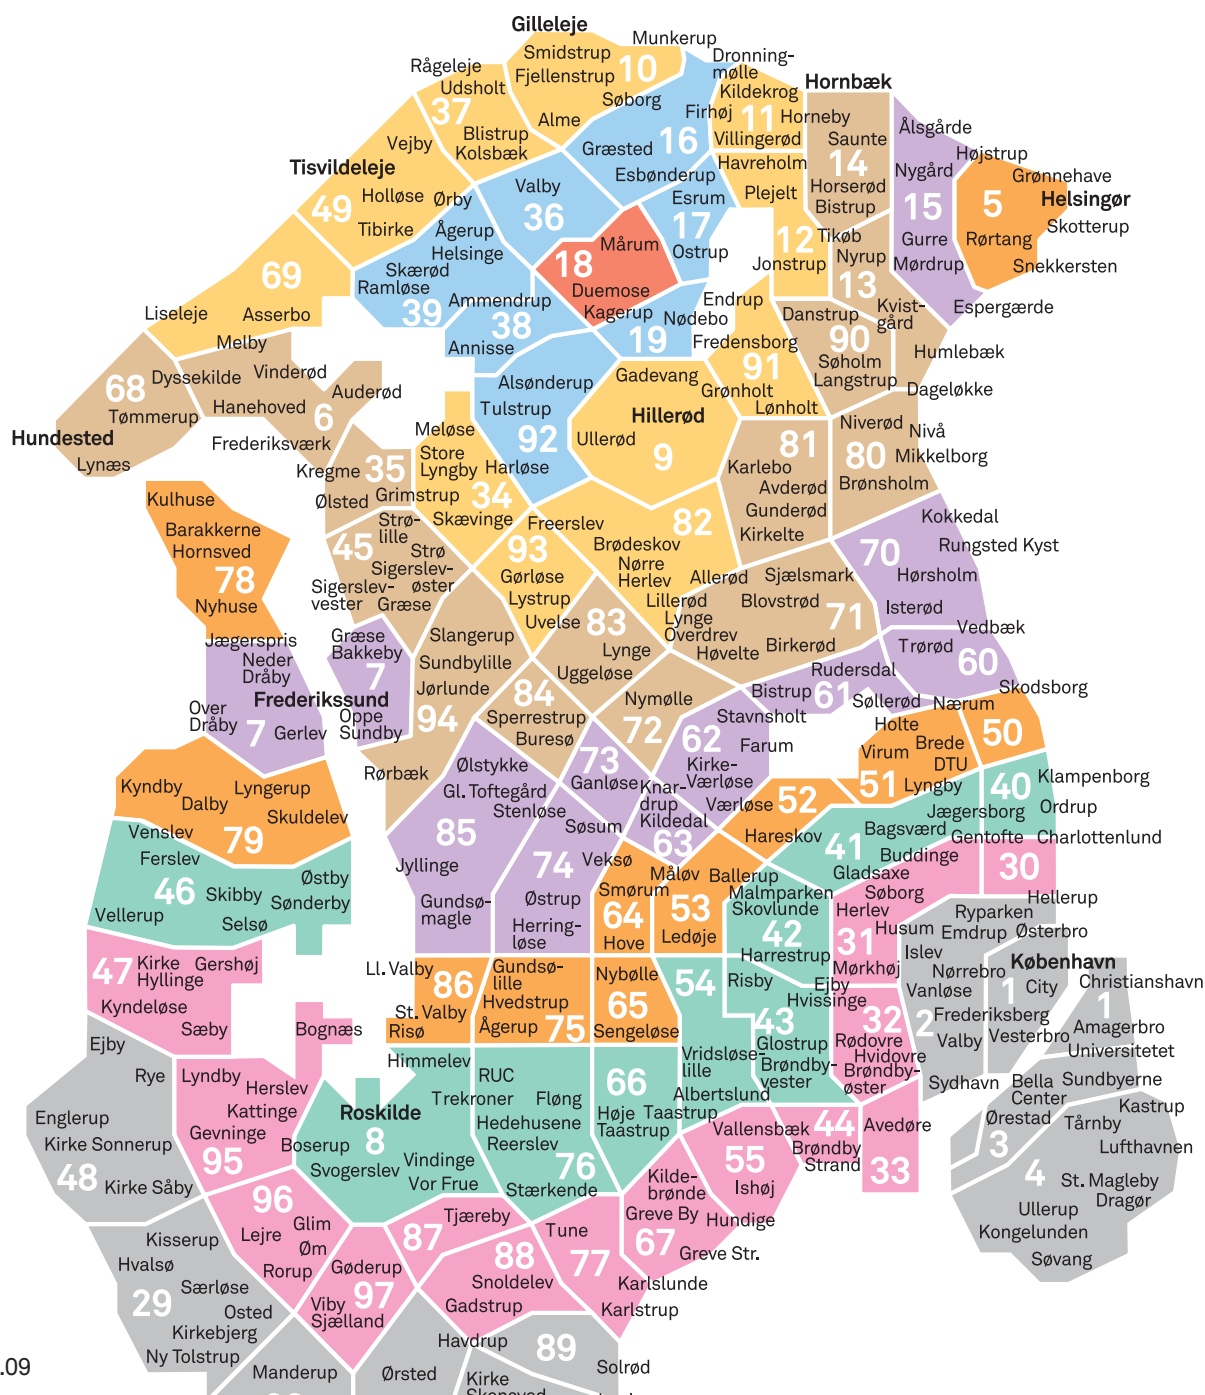 Gilleleje
Munkerup
Smidstrup
10
Fjellenstrup
Søborg
Alme
Rågeleje
Udsholt
37
Blistrup
Kolsbæk
Dronning-
mølle
Kildekrog
Firhøj
11
Villingerød
Havreholm
Plejelt
Hornbæk
Horneby
Saunte
14
Horserød
Bistrup
Ålsgårde
Højstrup
Nygård
15
Gurre
Mørdrup
Grønnehave
5
Helsingør
Skotterup
Rørtang
Snekkersten
Espergærde
Græsted
16
Esbønderup
Vejby
Tisvildeleje
Holløse
Ørby
49
Tibirke
Valby
36
Esrum
17
Ostrup
Mårum
18
Duemose
Kagerup
12
Jonstrup
Tikøb
Nyrup
13
Kvist-
gård
Ågerup
Helsinge
Skærød
Ramløse
39
Ammendrup
38
Annisse
69
Asserbo
Liseleje
Melby
Nødebo
19
Endrup
Fredensborg
91
Grønholt
Lønholt
Danstrup
90
Søholm
Langstrup
Humlebæk
Dageløkke
68
Dyssekilde
Tømmerup
Hundested
Lynæs
Vinderød
Auderød
Hanehoved
6
Frederiksværk
Alsønderup
Tulstrup
92
Harløse
Gadevang
Hillerød
Ullerød
9
Meløse
Store
Lyngby
34
Skævinge
Kregme
35
Ølsted
Grimstrup
81
Karlebo
Avderød
Gunderød
Kirkelte
Niverød
Nivå
80
Mikkelborg
Brønsholm
Kulhuse
Barakkerne
Hornsved
78
Nyhuse
Jægerspris
Strø-
lille
45
Strø
Sigerslev-
øster
Sigerslev-
vester
Græse
Freerslev
82
Brødeskov
Nørre
Herlev
93
Gørløse
Lystrup
Uvelse
Kokkedal
70
Rungsted Kyst
Hørsholm
Isterød
Allerød
Sjælsmark
Blovstrød
71
Lillerød
Lynge
Overdrev
Høvelte
Birkerød
83
Lynge
Uggeløse
Græse
Bakkeby
7
Oppe
Sundby
Neder
Dråby
Frederikssund
Over
Dråby
7
Gerlev
Slangerup
Sundbylille
Jørlunde
94
Rørbæk
84
Sperrestrup
Buresø
Nymølle
72
Vedbæk
Trørød
60
Skodsborg
Rudersdal
Bistrup
61
Søllerød
Nærum
50
Holte
Virum
Brede
DTU
51
Lyngby
Stavnsholt
62
Farum
Kirke-
Værløse
73
Ganløse
Knar-
drup
Kildedal
63
Værløse
52
Hareskov
Kyndby
Lyngerup
Dalby
Skuldelev
79
Ølstykke
Gl. Toftegård
Stenløse
85
Jyllinge
Gundsø-
magle
Søsum
74
Veksø
Østrup
Herring-
løse
40
Klampenborg
Ordrup
Jægersborg
Bagsværd
Gentofte
Charlottenlund
41
Buddinge
Gladsaxe
30
Hellerup
Venslev
Ferslev
46
Skibby
Østby
Sønderby
Vellerup
Selsø
Smørum
64
Hove
Måløv
Ballerup
53
Ledøje
Malmparken
Skovlunde
42
Harrestrup
Søborg
Herlev
Husum
31
Mørkhøj
Ryparken
Emdrup
Østerbro
Islev
Nørrebro
København
Christianshavn
1
City
1
Vanløse
Frederiksberg
2
Valby
Vesterbro
Amagerbro
Universitetet
47
Kirke
Hyllinge
Gershøj
Kyndeløse
Sæby
Bognæs
Ll. Valby
86
St. Valby
Risø
Gundsø-
lille
Hvedstrup
Ågerup
75
Nybølle
65
Sengeløse
54
Risby
Ejby
Hvissinge
43
Glostrup
Brøndby-
vester
32
Rødovre
Hvidovre
Brøndby-
øster
Vridsløse-
lille
Albertslund
Sydhavn
Bella
Center
Sundbyerne
Ørestad
Kastrup
Tårnby
3
Lufthavnen
4
St. Magleby
Dragør
Ullerup
Kongelunden
Søvang
Ejby
Rye
Englerup
Kirke Sonnerup
48
Kirke Såby
Lyndby
Herslev
Kattinge
Gevninge
95
Himmelev
Roskilde
Boserup
8
Svogerslev
Vindinge
Vor Frue
RUC
Trekroner
Fløng
Hedehusene
Reerslev
76
Stærkende
66
Høje
Taastrup
Taastrup
Vallensbæk
44
Brøndby
Strand
Avedøre
33
55
Ishøj
Kilde-
brønde
Greve By
Hundige
67
Greve Str.
96
Lejre
Glim
Øm
Rorup
Gøderup
97
Viby
Sjælland
Tjæreby
87
88
Snoldelev
Gadstrup
Tune
77
Karlslunde
Karlstrup
Kisserup
Hvalsø
Særløse
29
Osted
Kirkebjerg
Ny Tolstrup
Havdrup
89
Solrød
Manderup
Ørsted
Kirke
.09